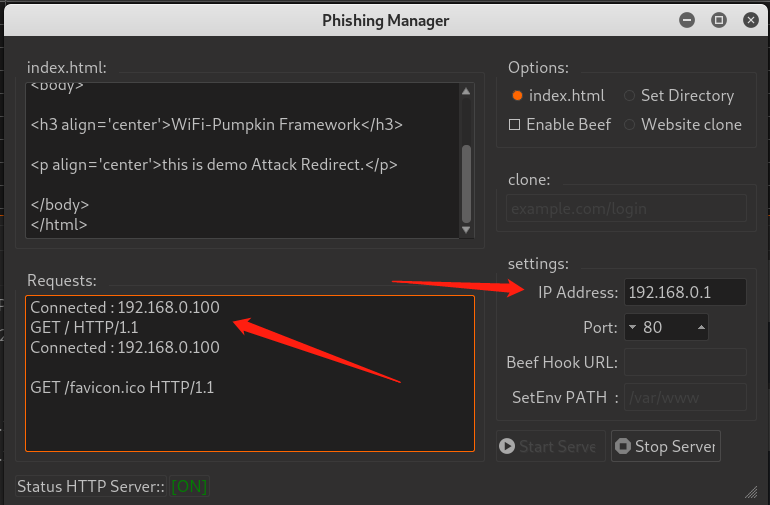 Phishing Manager
index.html:
<body>
<h3 align='center'>WiFi-Pumpkin Framework</h3>
<p align='center'>this is demo Attack Redirect.</p>
</body>
</html>
Options:
index.html
Set Directory
Enable Beef
Website clone
clone:
example.com/login
Requests:
Connected : 192.168.0.100
GET / HTTP/1.1
Connected : 192.168.0.100
GET /favicon.ico HTTP/1.1
settings:
IP Address: 192.168.0.1
Port: 80
Beef Hook URL:
SetEnv PATH : /var/www
Start Serve
Stop Server
Status HTTP Server:: [ON]